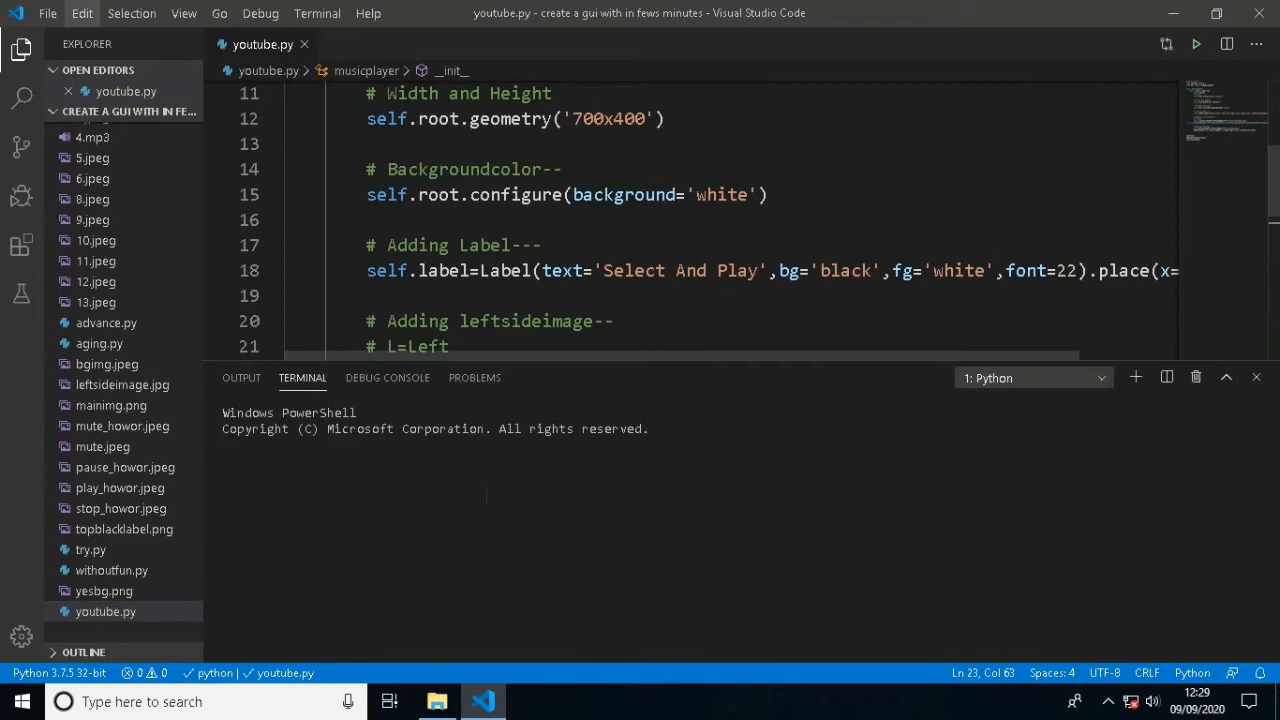 File Edit Selection View Go Debug Terminal Help youtube.py - create a gui with in fews minutes - Visual Studio Code
EXPLORER
youtube.py
OPEN EDITORS
youtube.py > musicplayer > __init__
youtube.py
CREATE A GUI WITH IN FE...
4.mp3
5.jpeg
6.jpeg
8.jpeg
9.jpeg
10.jpeg
11.jpeg
12.jpeg
13.jpeg
advance.py
aging.py
bgimg.jpeg
leftsideimage.jpg
mainimg.png
mute_howor.jpeg
mute.jpeg
pause_howor.jpeg
play_howor.jpeg
stop_howor.jpeg
topblacklabel.png
try.py
withoutfun.py
yesbg.png
youtube.py
OUTLINE
11 # Width and Height
12 self.root.geometry('700x400')
13
14 # Backgroundcolor--
15 self.root.configure(background='white')
16
17 # Adding Label---
18 self.label=Label(text='Select And Play',bg='black',fg='white',font=22).place(x=
19
20 # Adding leftsideimage--
21 # L=Left
OUTPUT TERMINAL DEBUG CONSOLE PROBLEMS 1: Python
Windows PowerShell
Copyright (C) Microsoft Corporation. All rights reserved.
Python 3.7.5 32-bit 0 0 python | youtube.py Ln 23, Col 63 Spaces: 4 UTF-8 CRLF Python
Type here to search
12:29
09/09/2020